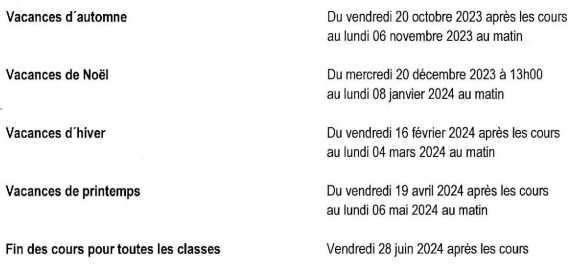 Vacances d´automne Du vendredi 20 octobre 2023 après les cours
au lundi 06 novembre 2023 au matin
Vacances de Noël Du mercredi 20 décembre 2023 à 13h00
au lundi 08 janvier 2024 au matin
Vacances d´hiver Du vendredi 16 février 2024 après les cours
au lundi 04 mars 2024 au matin
Vacances de printemps Du vendredi 19 avril 2024 après les cours
au lundi 06 mai 2024 au matin
Fin des cours pour toutes les classes Vendredi 28 juin 2024 après les cours